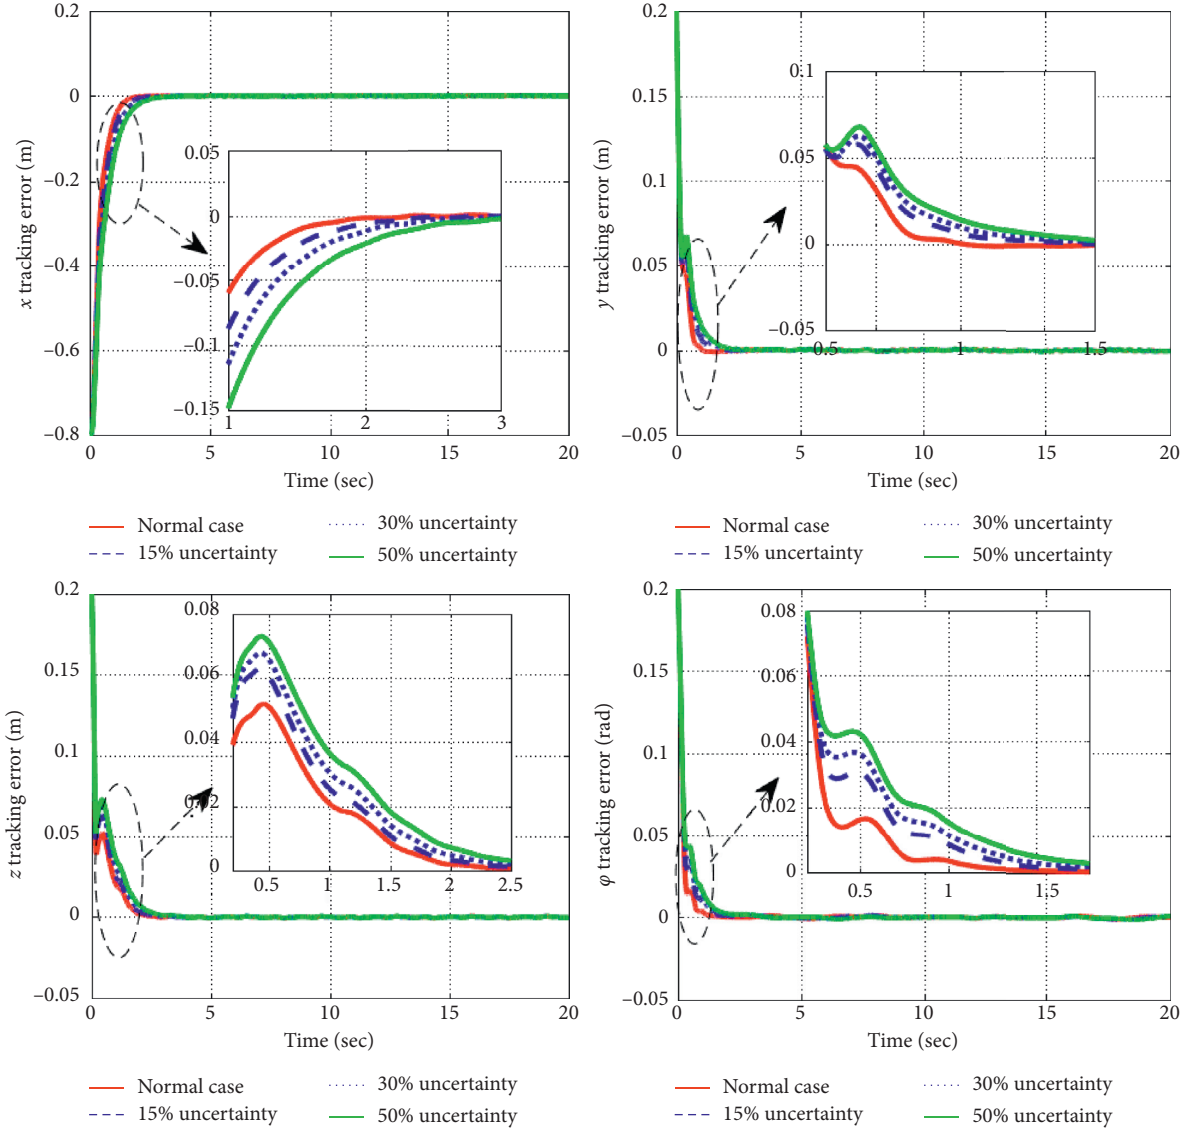 0.2
0
−0.2
−0.4
−0.6
−0.8
x tracking error (m)
0.05
0
−0.05
−0.1
−0.15
1 2 3
0 5 10 15 20
Time (sec)
Normal case
15% uncertainty
30% uncertainty
50% uncertainty
0.2
0.15
0.1
0.05
0
−0.05
y tracking error (m)
0.1
0.05
0
−0.05
0.5 1 1.5
0 5 10 15 20
Time (sec)
Normal case
15% uncertainty
30% uncertainty
50% uncertainty
0.2
0.15
0.1
0.05
0
−0.05
z tracking error (m)
0.08
0.06
0.04
0.02
0
0.5 1 1.5 2 2.5
0 5 10 15 20
Time (sec)
Normal case
15% uncertainty
30% uncertainty
50% uncertainty
0.2
0.15
0.1
0.05
0
−0.05
φ tracking error (rad)
0.08
0.06
0.04
0.02
0
0.5 1 1.5
0 5 10 15 20
Time (sec)
Normal case
15% uncertainty
30% uncertainty
50% uncertainty